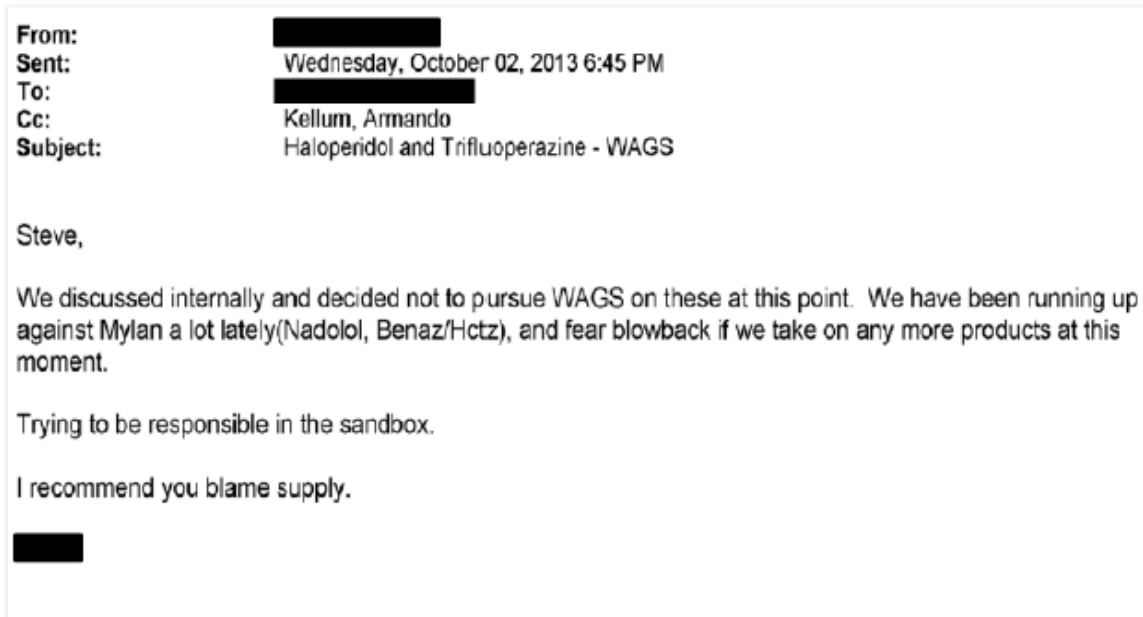 From:
Sent: Wednesday, October 02, 2013 6:45 PM
To:
Cc: Kellum, Armando
Subject: Haloperidol and Trifluoperazine - WAGS
Steve,
We discussed internally and decided not to pursue WAGS on these at this point. We have been running up
against Mylan a lot lately(Nadolol, Benaz/Hctz), and fear blowback if we take on any more products at this
moment.
Trying to be responsible in the sandbox.
I recommend you blame supply.